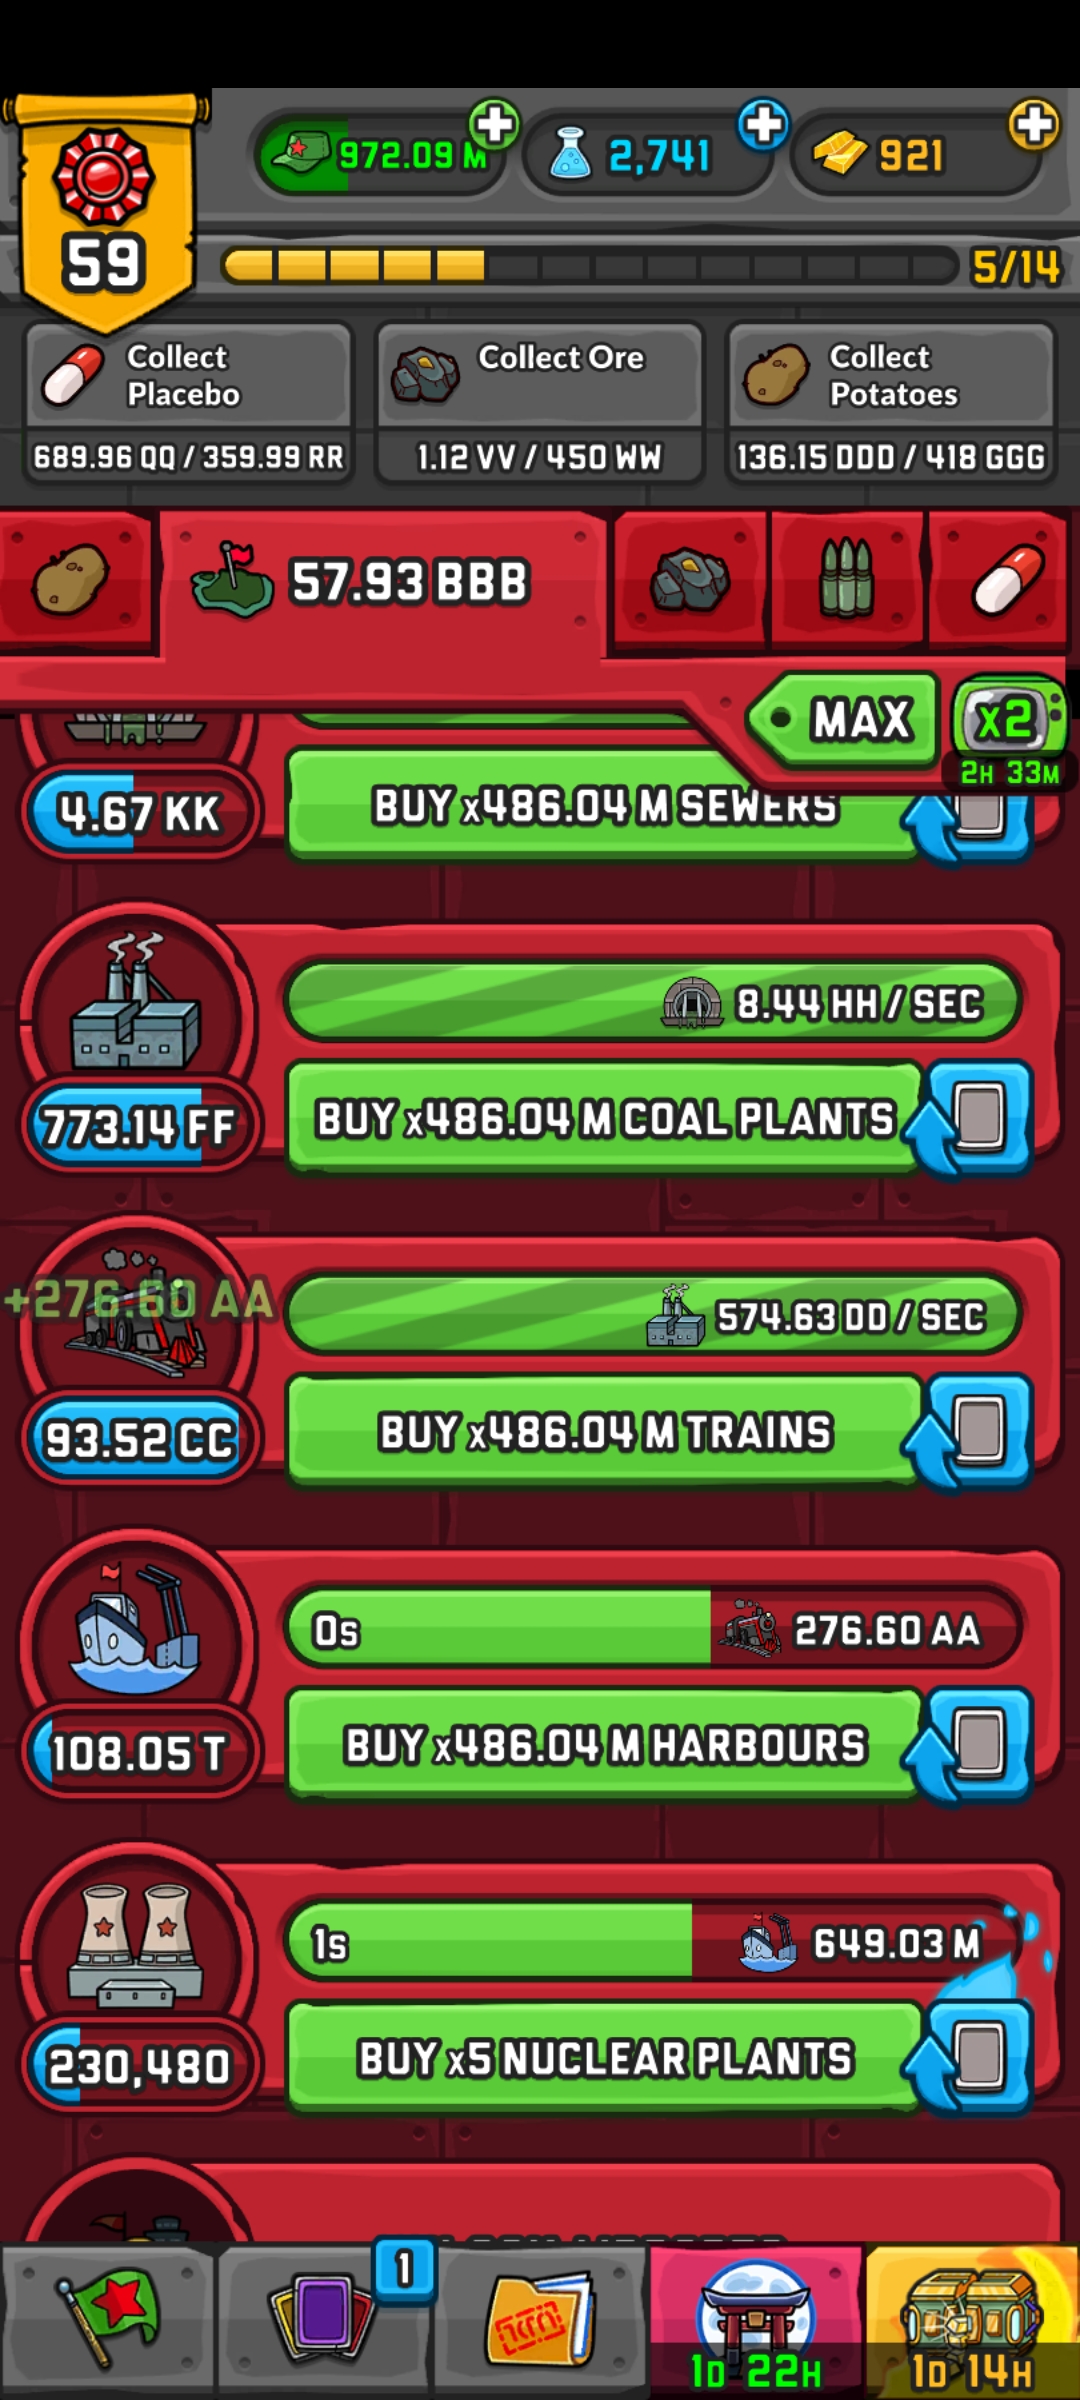 972.09 M
2,741
921
59
5/14
Collect Placebo
689.96 QQ / 359.99 RR
Collect Ore
1.12 VV / 450 WW
Collect Potatoes
136.15 DDD / 418 GGG
57.93 BBB
MAX
x2
2H 33M
4.67 KK
BUY x486.04 M SEWERS
8.44 HH / SEC
773.14 FF
BUY x486.04 M COAL PLANTS
+276.60 AA
574.63 DD / SEC
93.52 CC
BUY x486.04 M TRAINS
0s
276.60 AA
108.05 T
BUY x486.04 M HARBOURS
1s
649.03 M
230,480
BUY x5 NUCLEAR PLANTS
1
1D 22H
1D 14H